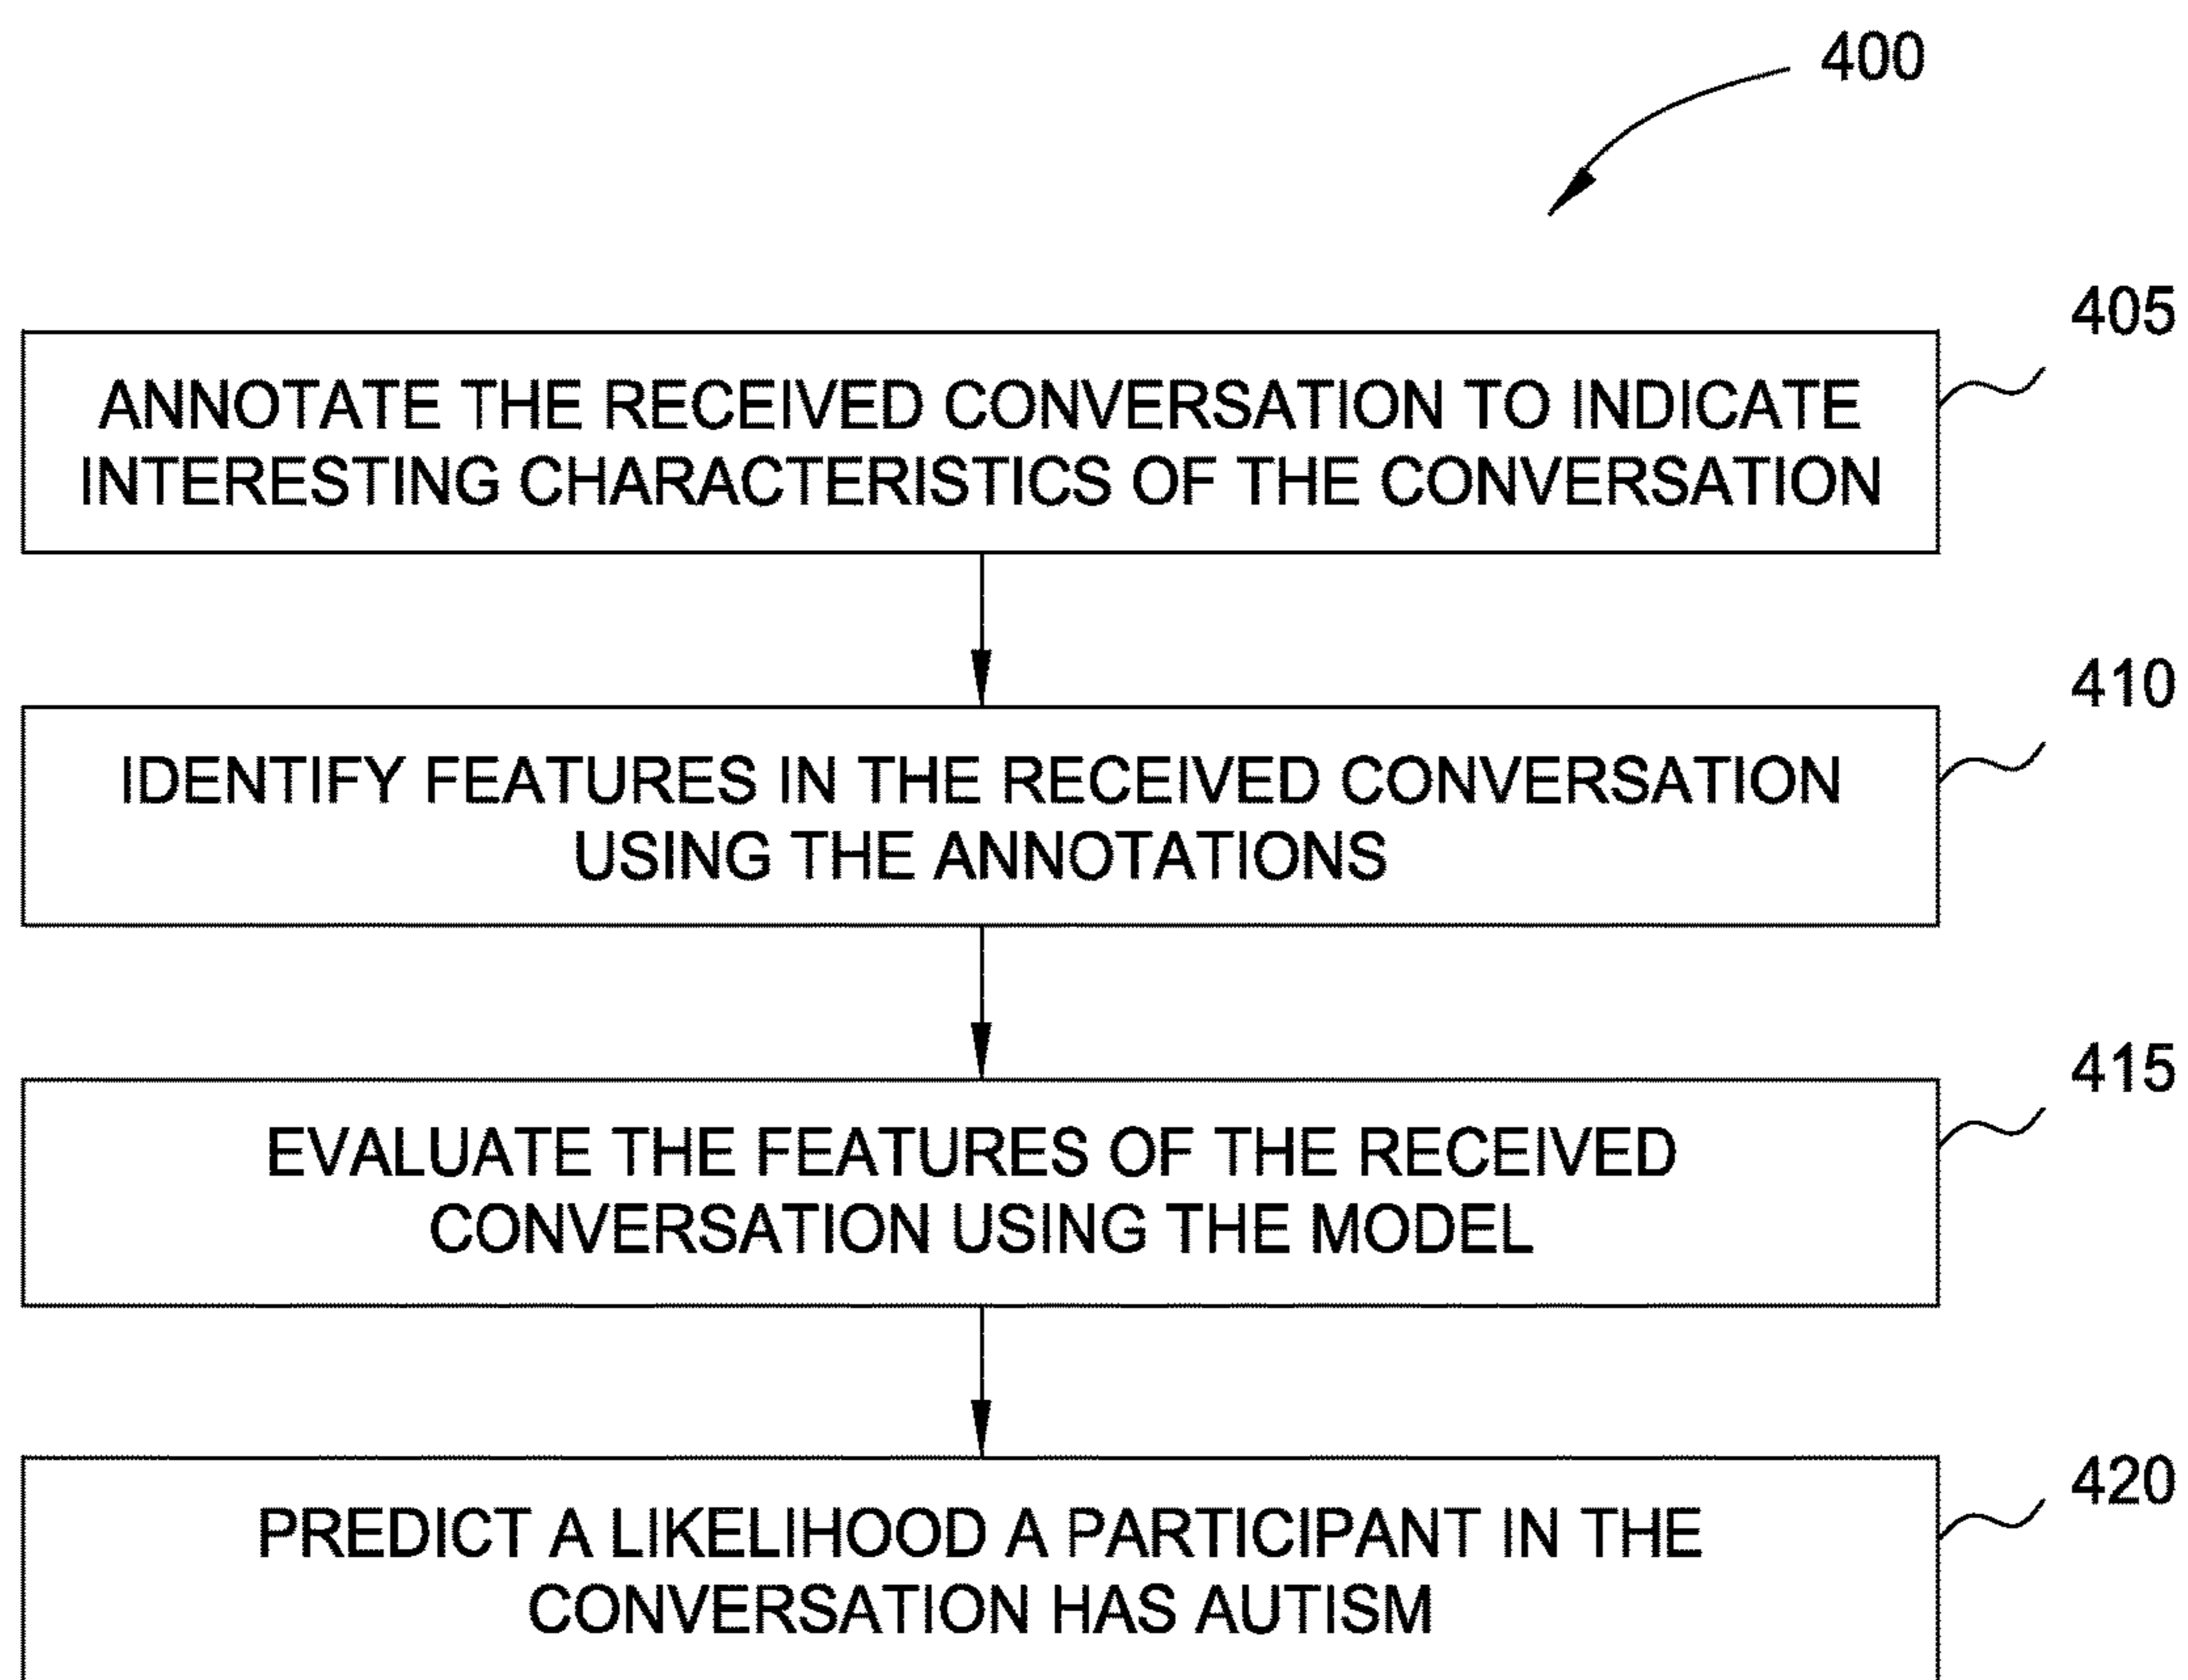 400
405
ANNOTATE THE RECEIVED CONVERSATION TO INDICATE
INTERESTING CHARACTERISTICS OF THE CONVERSATION
410
IDENTIFY FEATURES IN THE RECEIVED CONVERSATION
USING THE ANNOTATIONS
415
EVALUATE THE FEATURES OF THE RECEIVED
CONVERSATION USING THE MODEL
420
PREDICT A LIKELIHOOD A PARTICIPANT IN THE
CONVERSATION HAS AUTISM